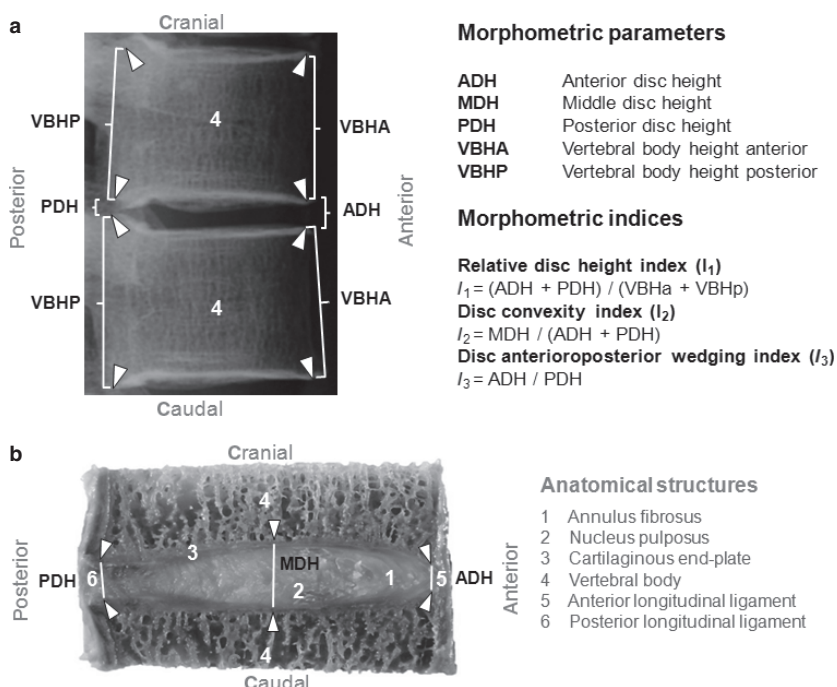 a
Cranial
VBHP
4
VBHA
Posterior
PDH
ADH
Anterior
VBHP
4
VBHA
Caudal
Morphometric parameters
ADH Anterior disc height
MDH Middle disc height
PDH Posterior disc height
VBHA Vertebral body height anterior
VBHP Vertebral body height posterior
Morphometric indices
Relative disc height index (I₁)
I₁ = (ADH + PDH) / (VBHa + VBHp)
Disc convexity index (I₂)
I₂ = MDH / (ADH + PDH)
Disc anterioroposterior wedging index (I₃)
I₃ = ADH / PDH
b
Cranial
4
3
Posterior
PDH
6
MDH
2
1
5
ADH
Anterior
4
Caudal
Anatomical structures
1 Annulus fibrosus
2 Nucleus pulposus
3 Cartilaginous end-plate
4 Vertebral body
5 Anterior longitudinal ligament
6 Posterior longitudinal ligament